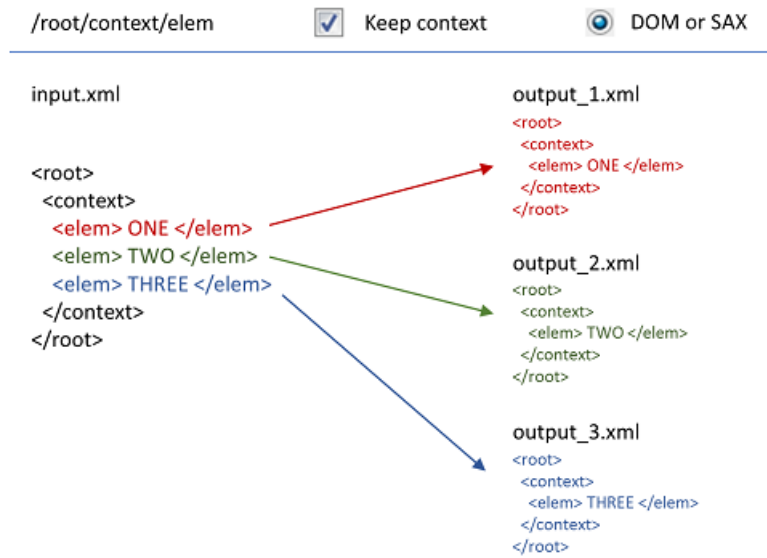 /root/context/elem
Keep context
DOM or SAX
input.xml
<root>
<context>
<elem> ONE </elem>
<elem> TWO </elem>
<elem> THREE </elem>
</context>
</root>
output_1.xml
<root>
<context>
<elem> ONE </elem>
</context>
</root>
output_2.xml
<root>
<context>
<elem> TWO </elem>
</context>
</root>
output_3.xml
<root>
<context>
<elem> THREE </elem>
</context>
</root>